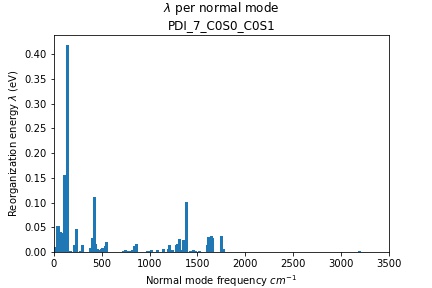 λ per normal mode
PDI_7_C0S0_C0S1
Reorganization energy λ (eV)
0.40
0.35
0.30
0.25
0.20
0.15
0.10
0.05
0.00
0 500 1000 1500 2000 2500 3000 3500
Normal mode frequency cm⁻¹